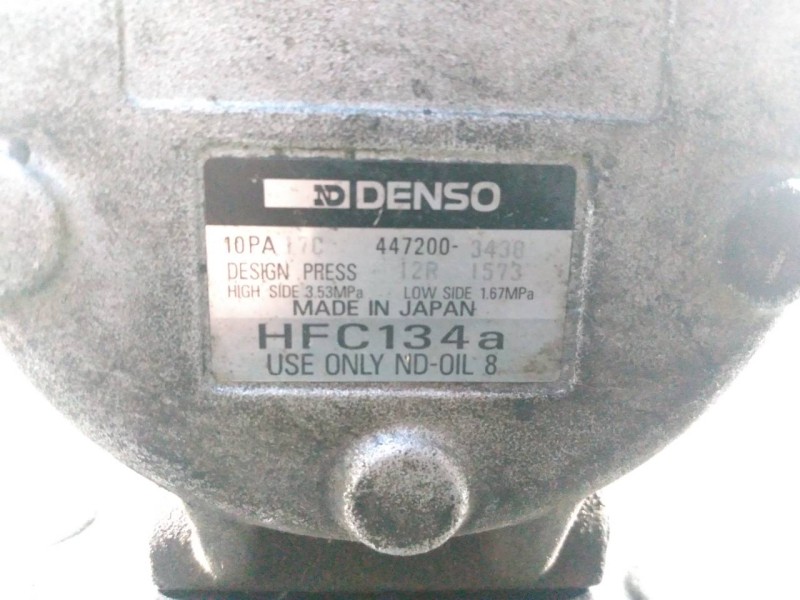 ND DENSO
10PA 17C 447200-3430
DESIGN PRESS 12R 1573
HIGH SIDE 3.53MPa LOW SIDE 1.67MPa
MADE IN JAPAN
HFC134a
USE ONLY ND-OIL 8